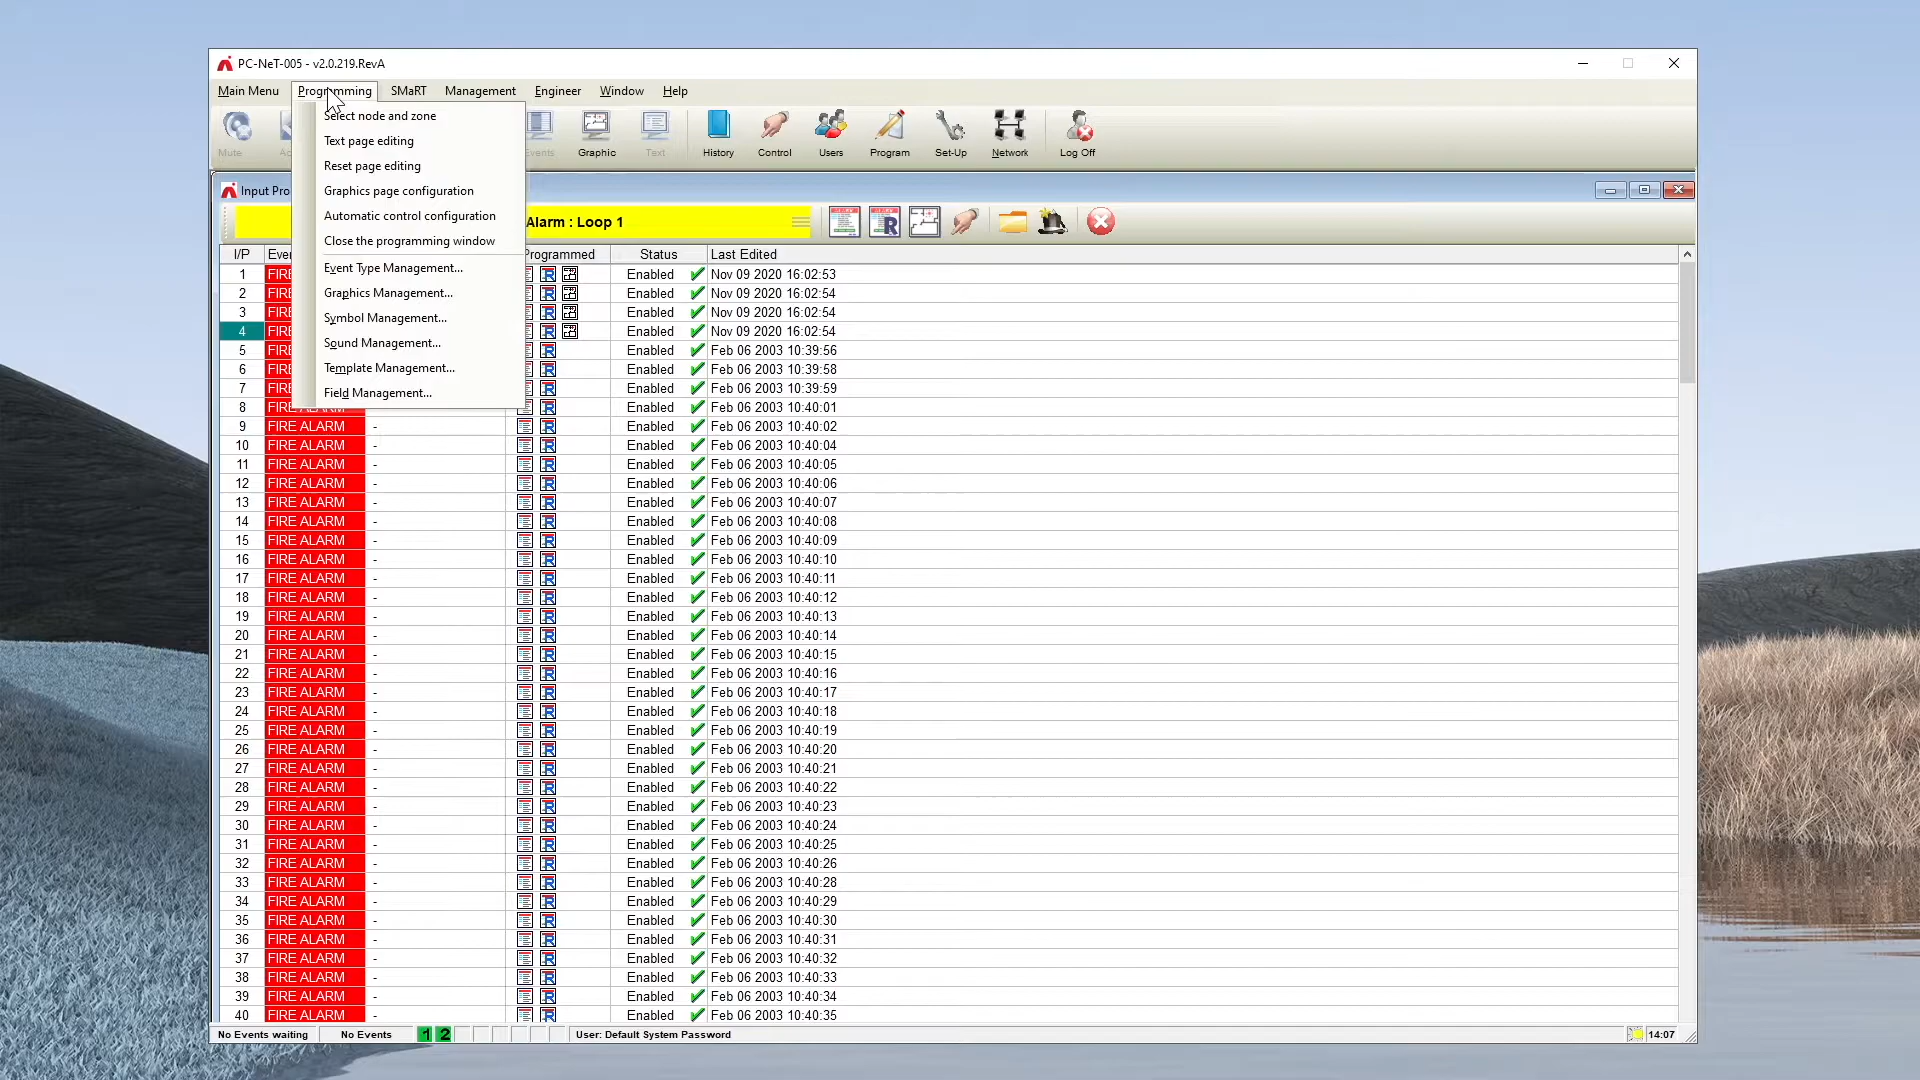 PC-NeT-005 - v2.0.219.RevA
Main Menu Programming SMaRT Management Engineer Window Help
Select node and zone
Text page editing
Reset page editing
Graphics page configuration
Automatic control configuration
Close the programming window
Event Type Management...
Graphics Management...
Symbol Management...
Sound Management...
Template Management...
Field Management...
Mute Graphic Text History Control Users Program Set-Up Network Log Off
Input Pro
Alarm : Loop 1
I/P Programmed Status Last Edited
1 Enabled Nov 09 2020 16:02:53
2 Enabled Nov 09 2020 16:02:54
3 Enabled Nov 09 2020 16:02:54
4 Enabled Nov 09 2020 16:02:54
5 Enabled Feb 06 2003 10:39:56
6 Enabled Feb 06 2003 10:39:58
7 Enabled Feb 06 2003 10:39:59
8 FIRE ALARM Enabled Feb 06 2003 10:40:01
9 FIRE ALARM - Enabled Feb 06 2003 10:40:02
10 FIRE ALARM - Enabled Feb 06 2003 10:40:04
11 FIRE ALARM - Enabled Feb 06 2003 10:40:05
12 FIRE ALARM - Enabled Feb 06 2003 10:40:06
13 FIRE ALARM - Enabled Feb 06 2003 10:40:07
14 FIRE ALARM - Enabled Feb 06 2003 10:40:08
15 FIRE ALARM - Enabled Feb 06 2003 10:40:09
16 FIRE ALARM - Enabled Feb 06 2003 10:40:10
17 FIRE ALARM - Enabled Feb 06 2003 10:40:11
18 FIRE ALARM - Enabled Feb 06 2003 10:40:12
19 FIRE ALARM - Enabled Feb 06 2003 10:40:13
20 FIRE ALARM - Enabled Feb 06 2003 10:40:14
21 FIRE ALARM - Enabled Feb 06 2003 10:40:15
22 FIRE ALARM - Enabled Feb 06 2003 10:40:16
23 FIRE ALARM - Enabled Feb 06 2003 10:40:17
24 FIRE ALARM - Enabled Feb 06 2003 10:40:18
25 FIRE ALARM - Enabled Feb 06 2003 10:40:19
26 FIRE ALARM - Enabled Feb 06 2003 10:40:20
27 FIRE ALARM - Enabled Feb 06 2003 10:40:21
28 FIRE ALARM - Enabled Feb 06 2003 10:40:22
29 FIRE ALARM - Enabled Feb 06 2003 10:40:23
30 FIRE ALARM - Enabled Feb 06 2003 10:40:24
31 FIRE ALARM - Enabled Feb 06 2003 10:40:25
32 FIRE ALARM - Enabled Feb 06 2003 10:40:26
33 FIRE ALARM - Enabled Feb 06 2003 10:40:28
34 FIRE ALARM - Enabled Feb 06 2003 10:40:29
35 FIRE ALARM - Enabled Feb 06 2003 10:40:30
36 FIRE ALARM - Enabled Feb 06 2003 10:40:31
37 FIRE ALARM - Enabled Feb 06 2003 10:40:32
38 FIRE ALARM - Enabled Feb 06 2003 10:40:33
39 FIRE ALARM - Enabled Feb 06 2003 10:40:34
40 FIRE ALARM - Enabled Feb 06 2003 10:40:35
No Events waiting No Events 1 2 User: Default System Password 14:07